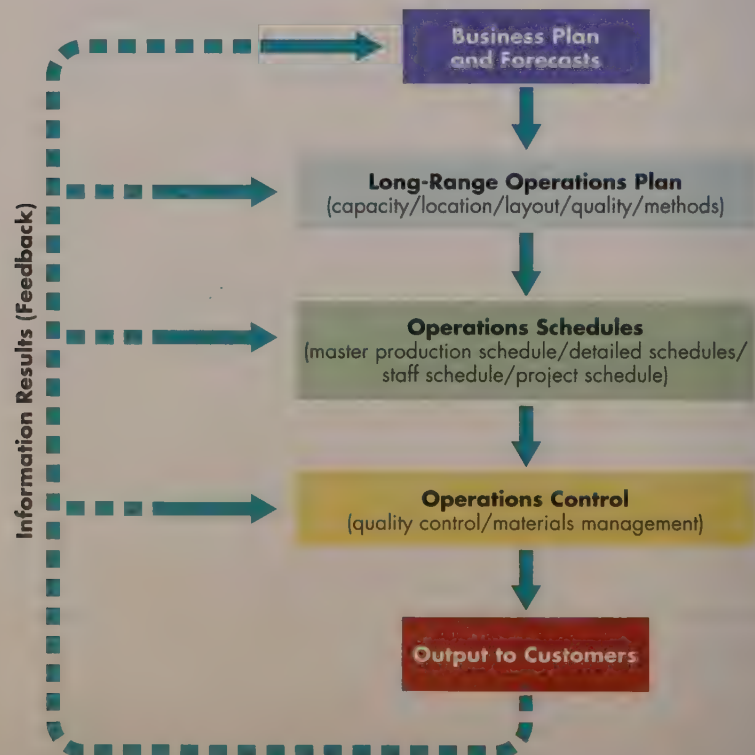 Business Plan
and Forecasts
Long-Range Operations Plan
(capacity/location/layout/quality/methods)
Information Results (Feedback)
Operations Schedules
(master production schedule/detailed schedules/
staff schedule/project schedule)
Operations Control
(quality control/materials management)
Output to Customers